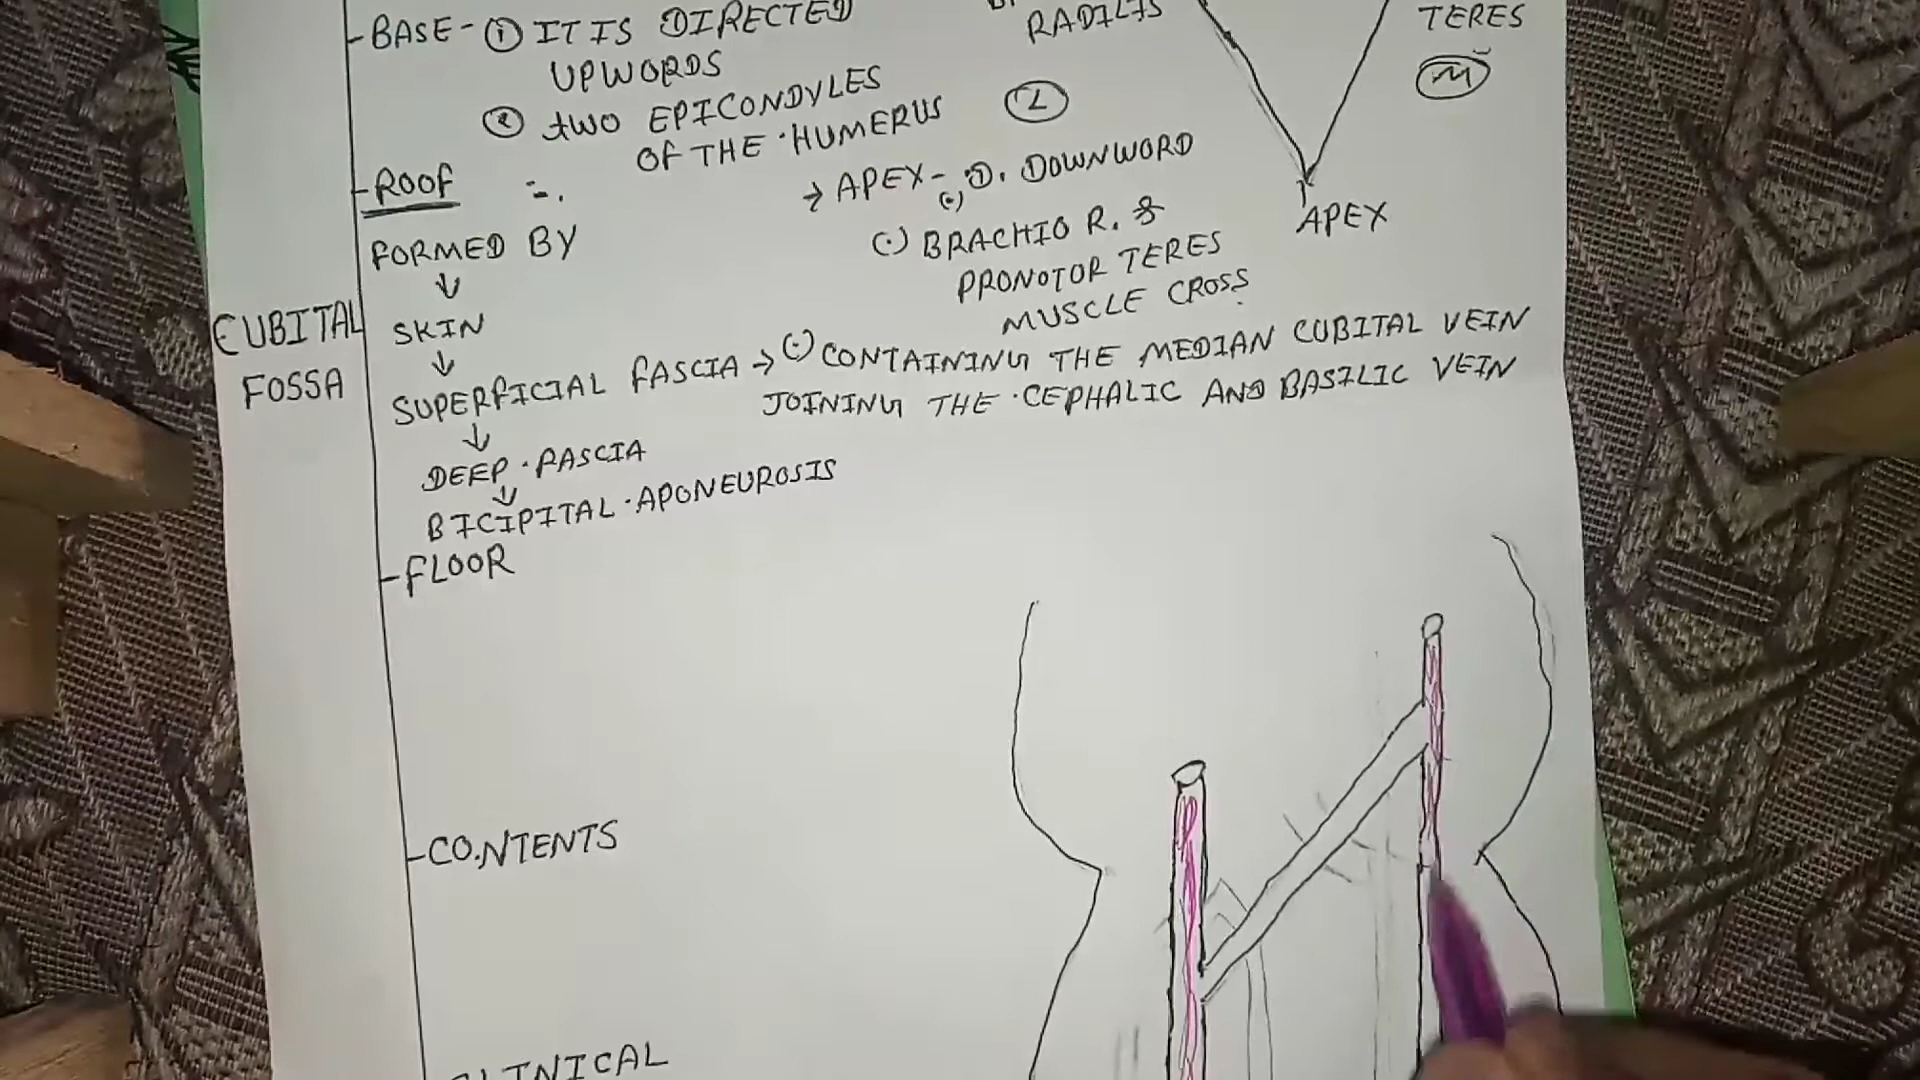 BASE - ① IT IS DIRECTED
UPWORDS
② TWO EPICONDYLES
OF THE HUMERUS
ROOF :-.
FORMED BY
↓
SKIN
↓
SUPERFICIAL FASCIA → (·) CONTAINING THE MEDIAN CUBITAL VEIN
JOINING THE CEPHALIC AND BASILIC VEIN
↓
DEEP FASCIA
↓
BICIPITAL APONEUROSIS
FLOOR
CONTENTS
CUBITAL
FOSSA
RADILIS
L
→ APEX - ①. DOWNWORD
(·) BRACHIO R. &
PRONOTOR TERES
MUSCLE CROSS
TERES
M
APEX